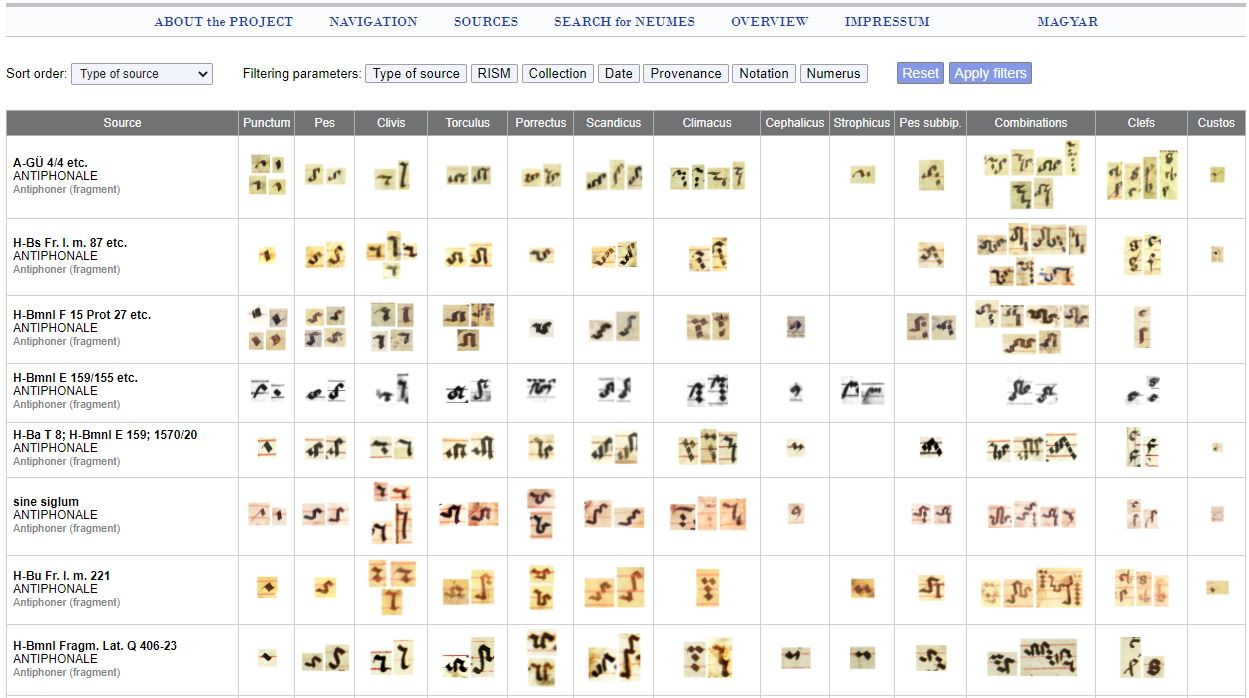 ABOUT the PROJECT NAVIGATION SOURCES SEARCH for NEUMES OVERVIEW IMPRESSUM MAGYAR
Sort order: Type of source Filtering parameters: Type of source RISM Collection Date Provenance Notation Numerus Reset Apply filters
Source Punctum Pes Clivis Torculus Porrectus Scandicus Climacus Cephalicus Strophicus Pes subbip. Combinations Clefs Custos
A-GÜ 4/4 etc.
ANTIPHONALE
Antiphoner (fragment)
H-Bs Fr. l. m. 87 etc.
ANTIPHONALE
Antiphoner (fragment)
H-Bmnl F 15 Prot 27 etc.
ANTIPHONALE
Antiphoner (fragment)
H-Bmnl E 159/155 etc.
ANTIPHONALE
Antiphoner (fragment)
H-Ba T 8; H-Bmnl E 159; 1570/20
ANTIPHONALE
Antiphoner (fragment)
sine siglum
ANTIPHONALE
Antiphoner (fragment)
H-Bu Fr. l. m. 221
ANTIPHONALE
Antiphoner (fragment)
H-Bmnl Fragm. Lat. Q 406-23
ANTIPHONALE
Antiphoner (fragment)